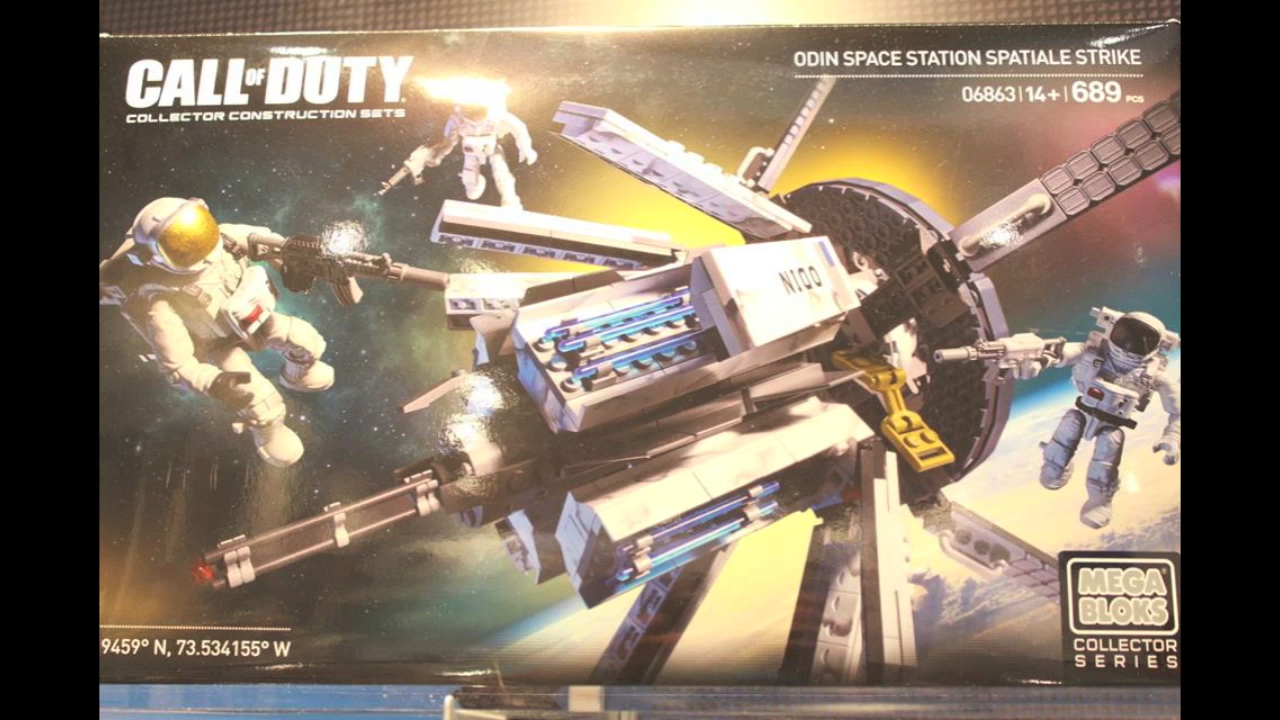 CALL OF DUTY
COLLECTOR CONSTRUCTION SETS
ODIN SPACE STATION SPATIALE STRIKE
06863|14+|689 PCS
NIQO
9459° N, 73.534155° W
MEGA
BLOKS
COLLECTOR
SERIES